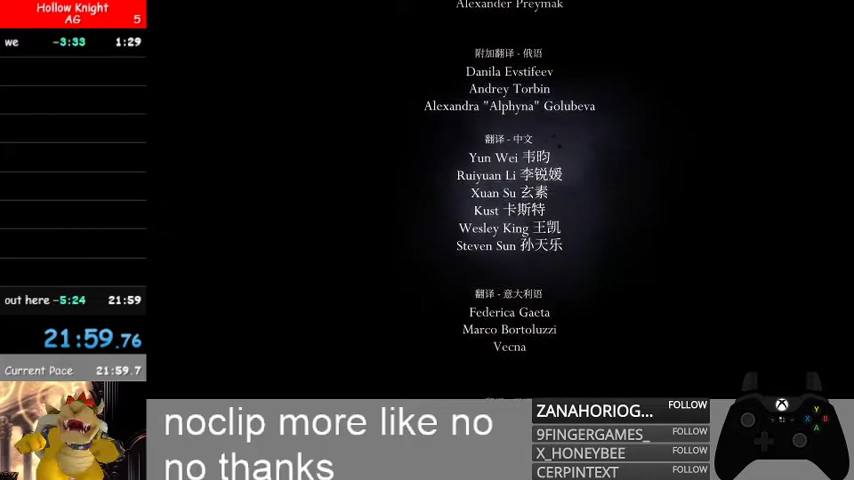 Hollow Knight
AG 5
we -3:33 1:29
out here -5:24 21:59
21:59.76
Current Pace 21:59.7
Alexander Preymak
附加翻译 - 俄语
Danila Evstifeev
Andrey Torbin
Alexandra "Alphyna" Golubeva
翻译 - 中文
Yun Wei 韦昀
Ruiyuan Li 李锐媛
Xuan Su 玄素
Kust 卡斯特
Wesley King 王凯
Steven Sun 孙天乐
翻译 - 意大利语
Federica Gaeta
Marco Bortoluzzi
Vecna
noclip more like no
no thanks
ZANAHORIOG... FOLLOW
9FINGERGAMES_ FOLLOW
X_HONEYBEE FOLLOW
CERPINTEXT FOLLOW
Y
X B
A